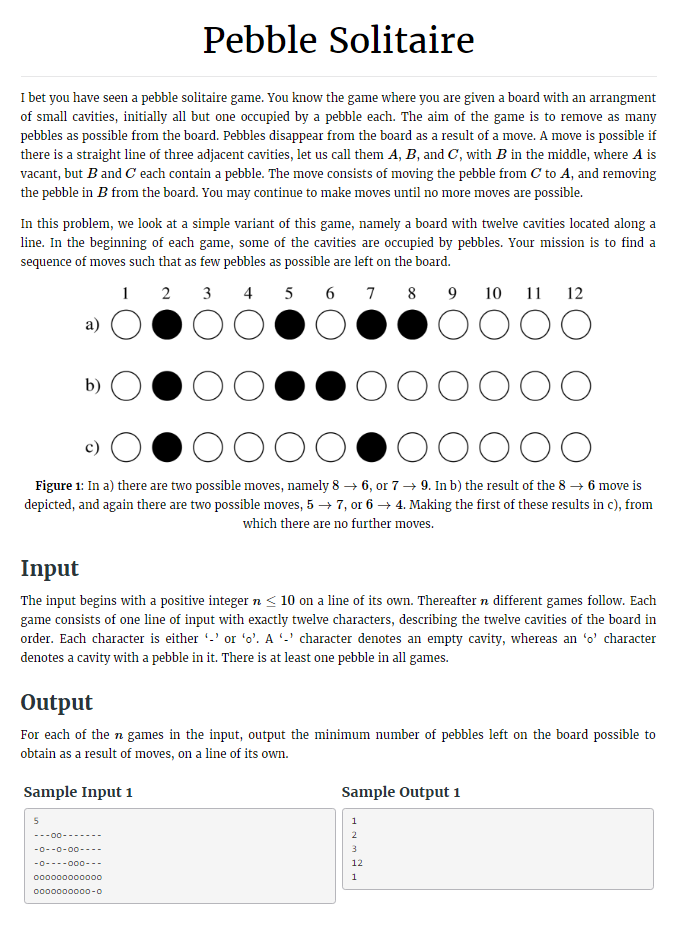 Pebble Solitaire
I bet you have seen a pebble solitaire game. You know the game where you are given a board with an arrangment
of small cavities, initially all but one occupied by a pebble each. The aim of the game is to remove as many
pebbles as possible from the board. Pebbles disappear from the board as a result of a move. A move is possible if
there is a straight line of three adjacent cavities, let us call them A, B, and C, with B in the middle, where A is
vacant, but B and C each contain a pebble. The move consists of moving the pebble from C to A, and removing
the pebble in B from the board. You may continue to make moves until no more moves are possible.
In this problem, we look at a simple variant of this game, namely a board with twelve cavities located along a
line. In the beginning of each game, some of the cavities are occupied by pebbles. Your mission is to find a
sequence of moves such that as few pebbles as possible are left on the board.
1 2 3 4 5 6 7 8 9 10 11 12
a)
b)
c)
Figure 1: In a) there are two possible moves, namely 8 → 6, or 7 → 9. In b) the result of the 8 → 6 move is
depicted, and again there are two possible moves, 5 → 7, or 6 → 4. Making the first of these results in c), from
which there are no further moves.
Input
The input begins with a positive integer n ≤ 10 on a line of its own. Thereafter n different games follow. Each
game consists of one line of input with exactly twelve characters, describing the twelve cavities of the board in
order. Each character is either ‘-’ or ‘o’. A ‘-’ character denotes an empty cavity, whereas an ‘o’ character
denotes a cavity with a pebble in it. There is at least one pebble in all games.
Output
For each of the n games in the input, output the minimum number of pebbles left on the board possible to
obtain as a result of moves, on a line of its own.
Sample Input 1
5
---oo-------
-o--o-oo----
-o----ooo---
oooooooooooo
oooooooooo-o
Sample Output 1
1
2
3
12
1